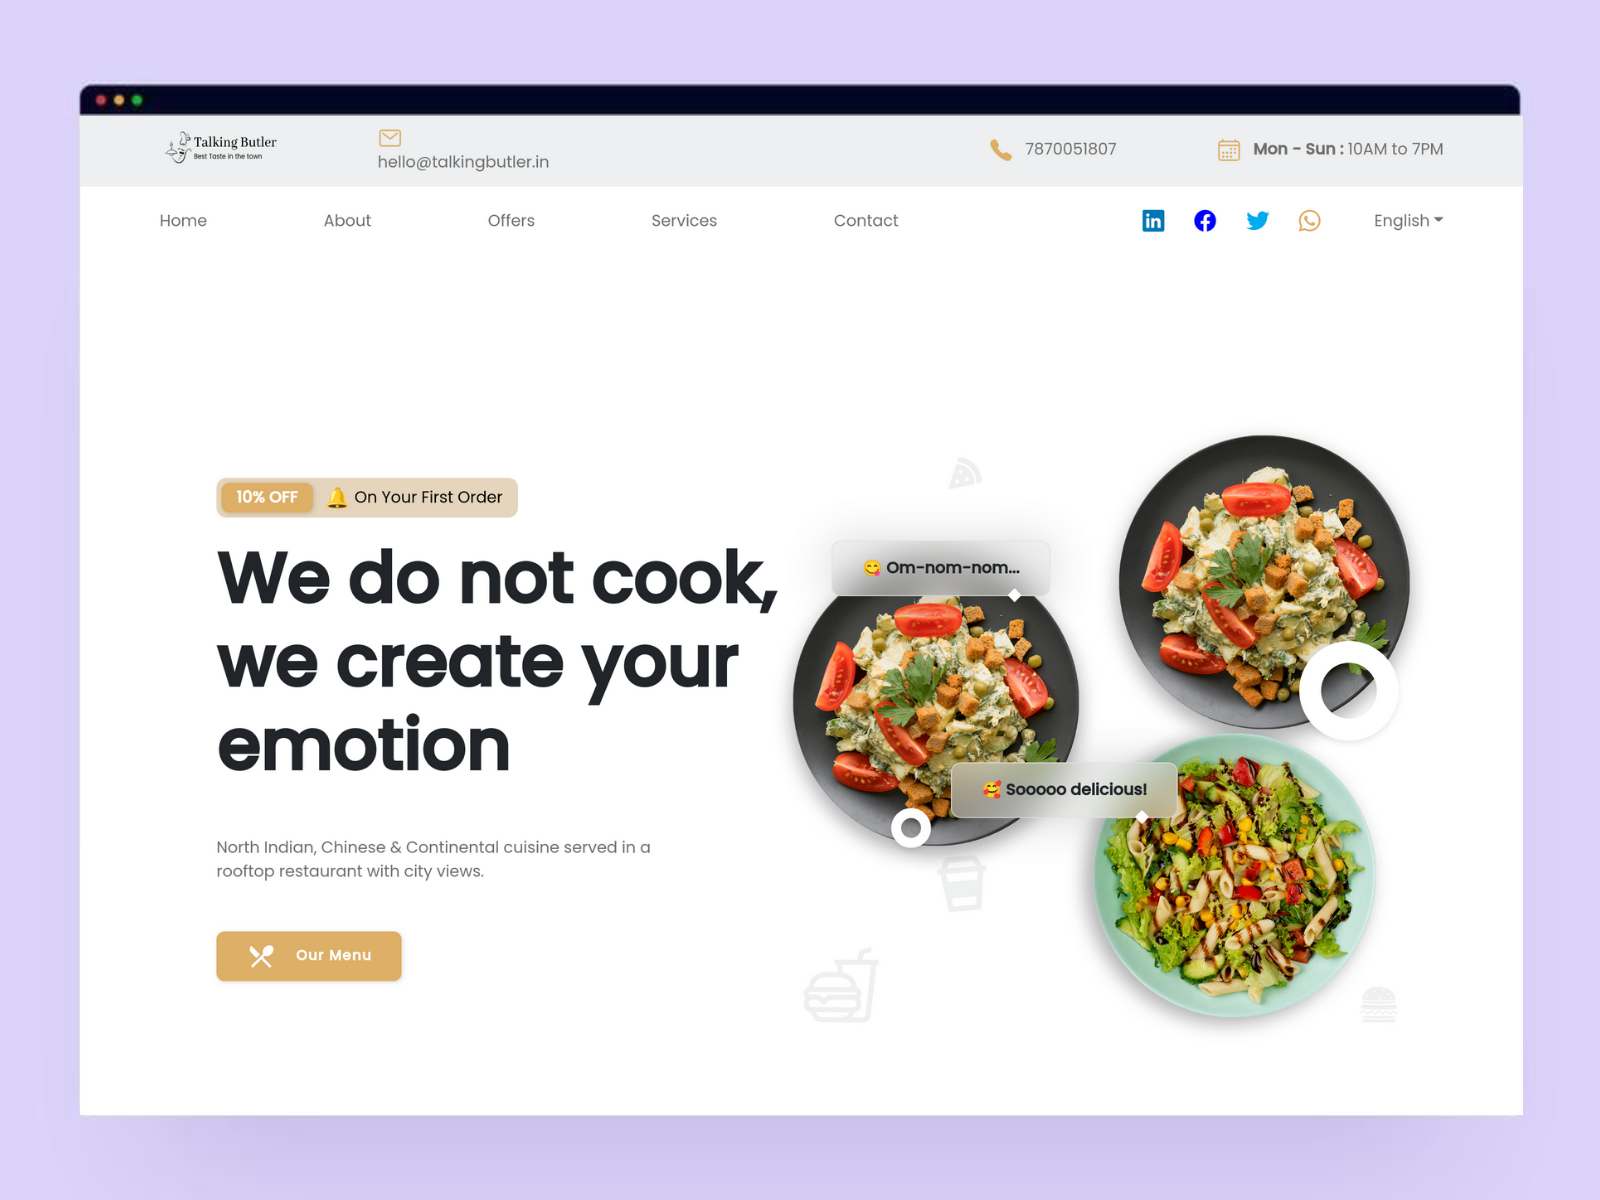 Talking Butler
Best Taste in the town
hello@talkingbutler.in
7870051807
Mon - Sun : 10AM to 7PM
Home
About
Offers
Services
Contact
English
10% OFF
🔔 On Your First Order
We do not cook,
we create your
emotion
North Indian, Chinese & Continental cuisine served in a
rooftop restaurant with city views.
Our Menu
😋 Om-nom-nom...
🥰 Sooooo delicious!